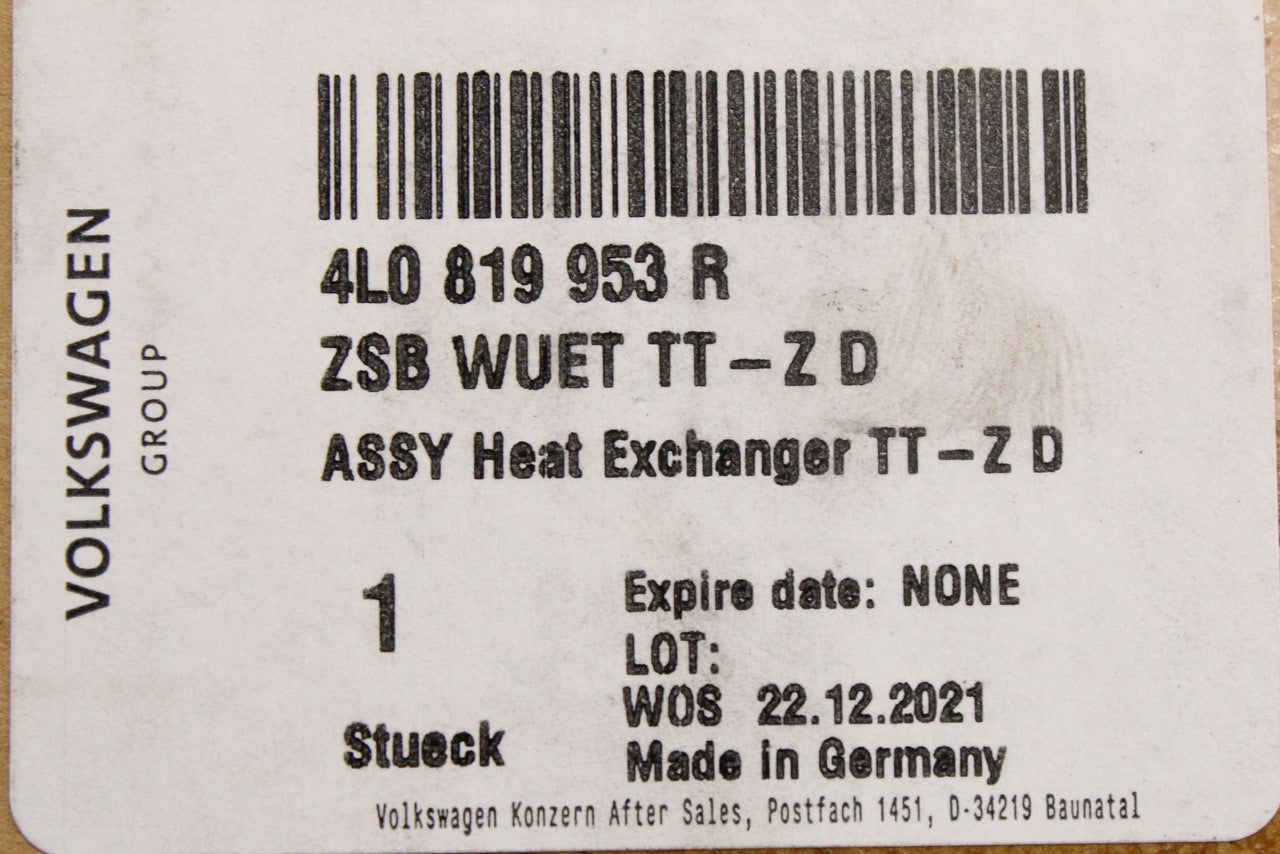 VOLKSWAGEN
GROUP
4L0 819 953 R
ZSB WUET TT-Z D
ASSY Heat Exchanger TT-Z D
1
Stueck
Expire date: NONE
LOT:
WOS 22.12.2021
Made in Germany
Volkswagen Konzern After Sales, Postfach 1451, D-34219 Baunatal